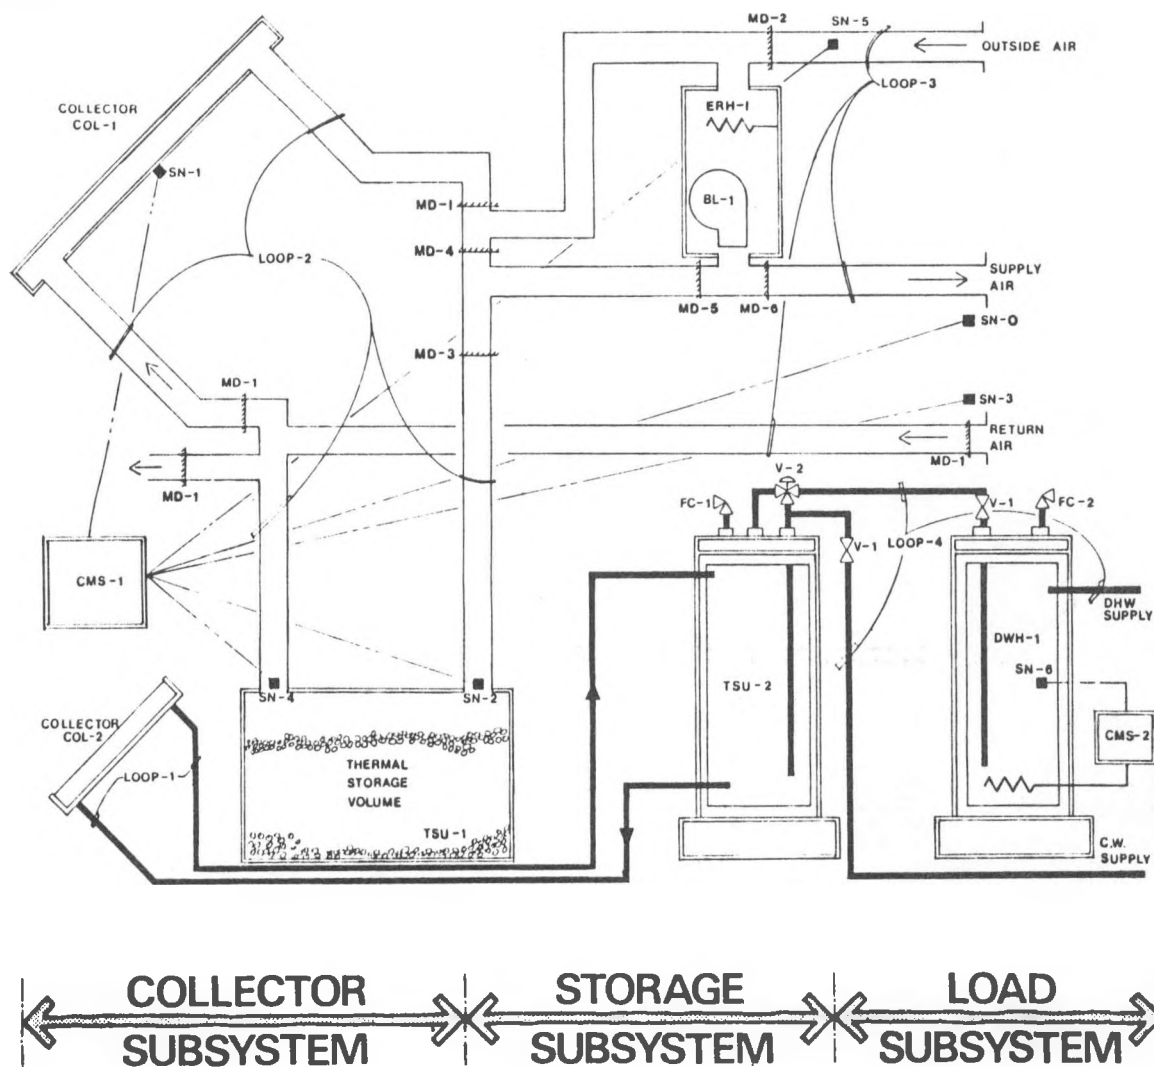 MD-2
SN-5
OUTSIDE AIR
COLLECTOR
COL-1
ERH-1
LOOP-3
SN-1
BL-1
MD-1
MD-4
LOOP-2
SUPPLY
AIR
MD-5
MD-6
SN-0
MD-3
MD-1
SN-3
RETURN
AIR
MD-1
MD-1
V-2
FC-1
V-1
FC-2
V-1
LOOP-4
CMS-1
DHW
SUPPLY
DWH-1
SN-6
TSU-2
SN-4
SN-2
COLLECTOR
COL-2
CMS-2
LOOP-1
THERMAL
STORAGE
VOLUME
TSU-1
C.W.
SUPPLY
COLLECTOR
SUBSYSTEM
STORAGE
SUBSYSTEM
LOAD
SUBSYSTEM